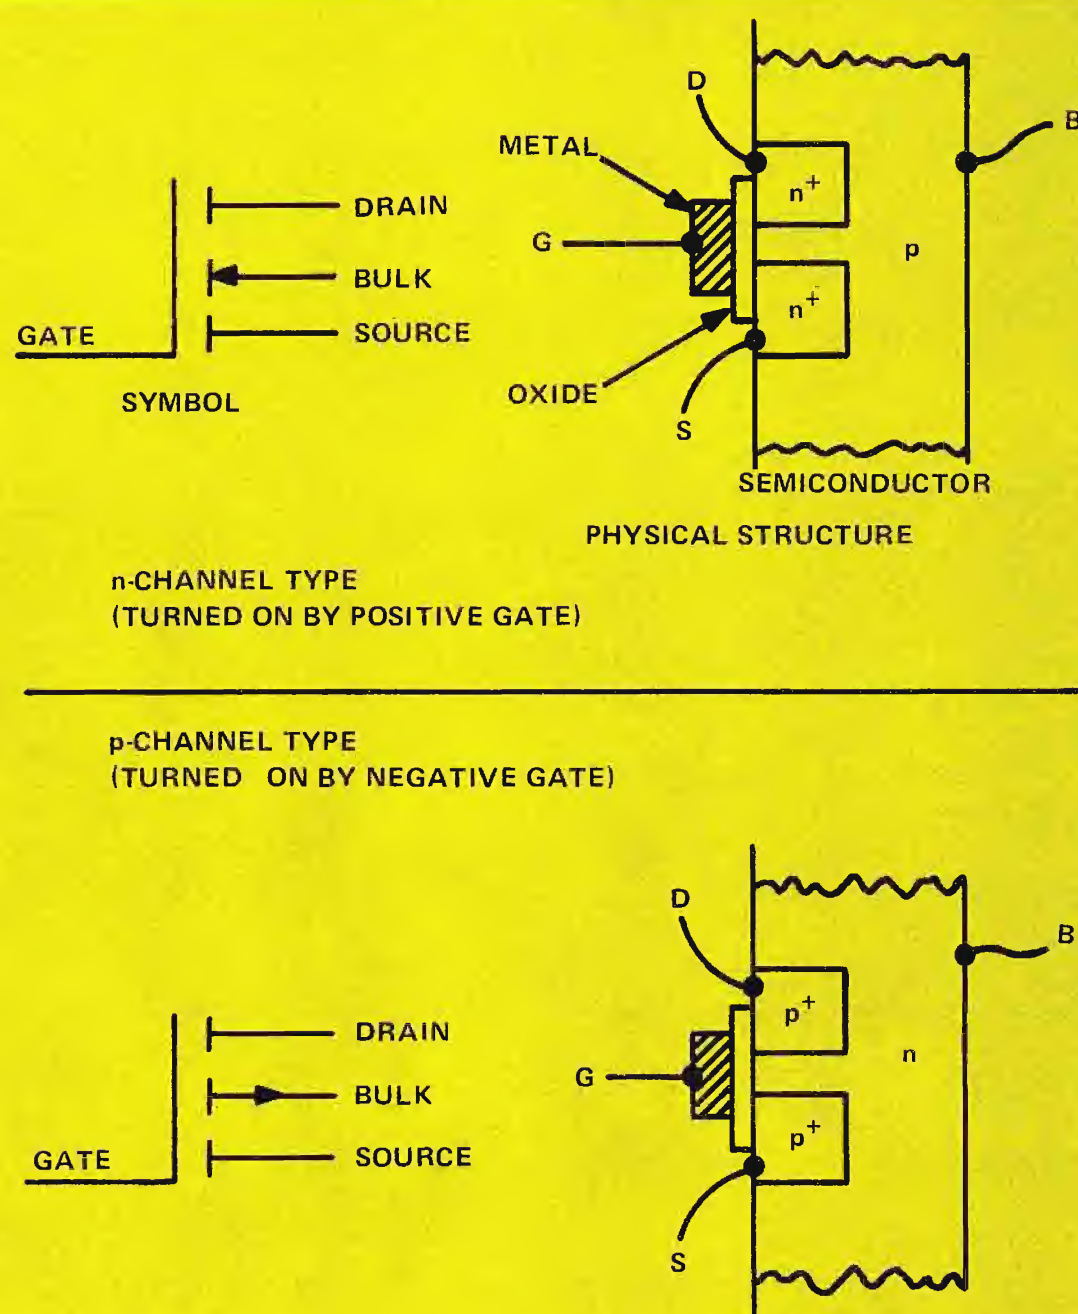 D
B
METAL
n+
DRAIN
G
p
BULK
n+
GATE
SOURCE
OXIDE
SYMBOL
S
SEMICONDUCTOR
PHYSICAL STRUCTURE
n-CHANNEL TYPE
(TURNED ON BY POSITIVE GATE)
p-CHANNEL TYPE
(TURNED ON BY NEGATIVE GATE)
D
B
p+
DRAIN
n
G
BULK
p+
GATE
SOURCE
S